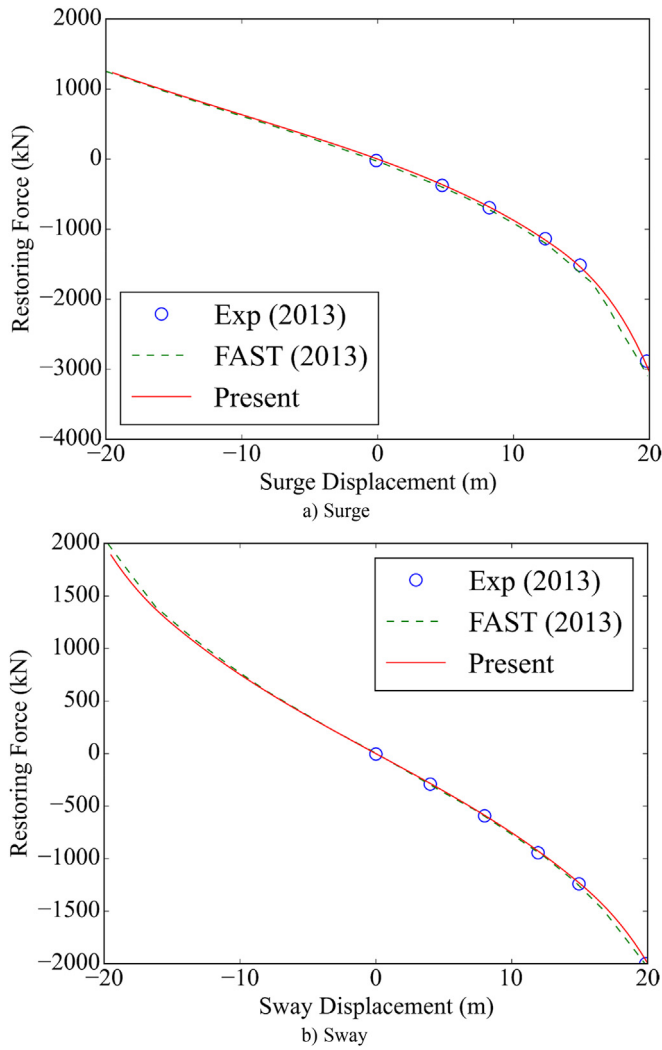 2000
1000
0
−1000
−2000
−3000
−4000
Restoring Force (kN)
Exp (2013)
FAST (2013)
Present
−20
−10
0
10
20
Surge Displacement (m)
a) Surge
2000
1500
1000
500
0
−500
−1000
−1500
−2000
Restoring Force (kN)
Exp (2013)
FAST (2013)
Present
−20
−10
0
10
20
Sway Displacement (m)
b) Sway